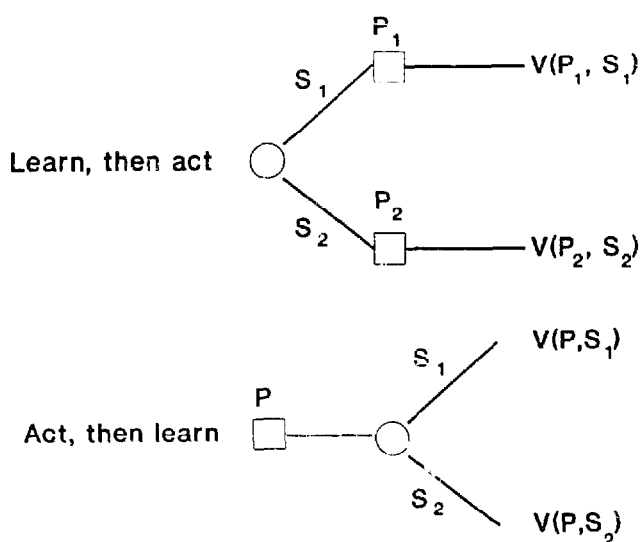 P₁
S₁
V(P₁, S₁)
Learn, then act
P₂
S₂
V(P₂, S₂)
V(P,S₁)
S₁
P
Act, then learn
S₂
V(P,S₂)